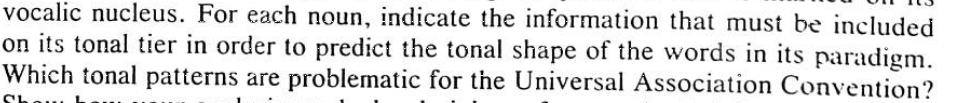 vocalic nucleus. For each noun, indicate the information that must be included
on its tonal tier in order to predict the tonal shape of the words in its paradigm.
Which tonal patterns are problematic for the Universal Association Convention?